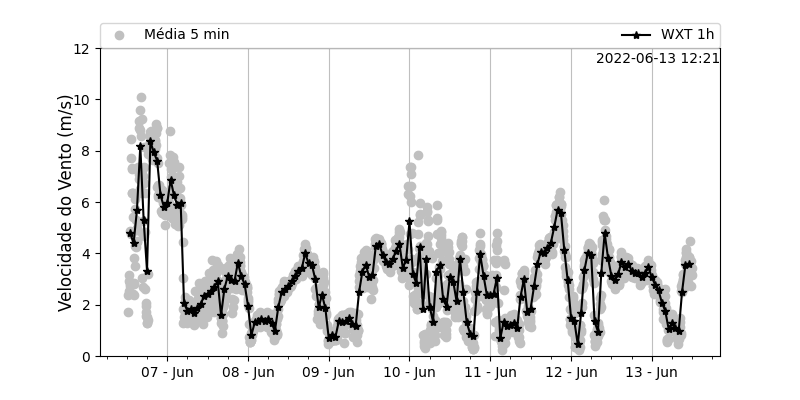 Média 5 min
WXT 1h
2022-06-13 12:21
Velocidade do Vento (m/s)
12
10
8
6
4
2
0
07 - Jun
08 - Jun
09 - Jun
10 - Jun
11 - Jun
12 - Jun
13 - Jun